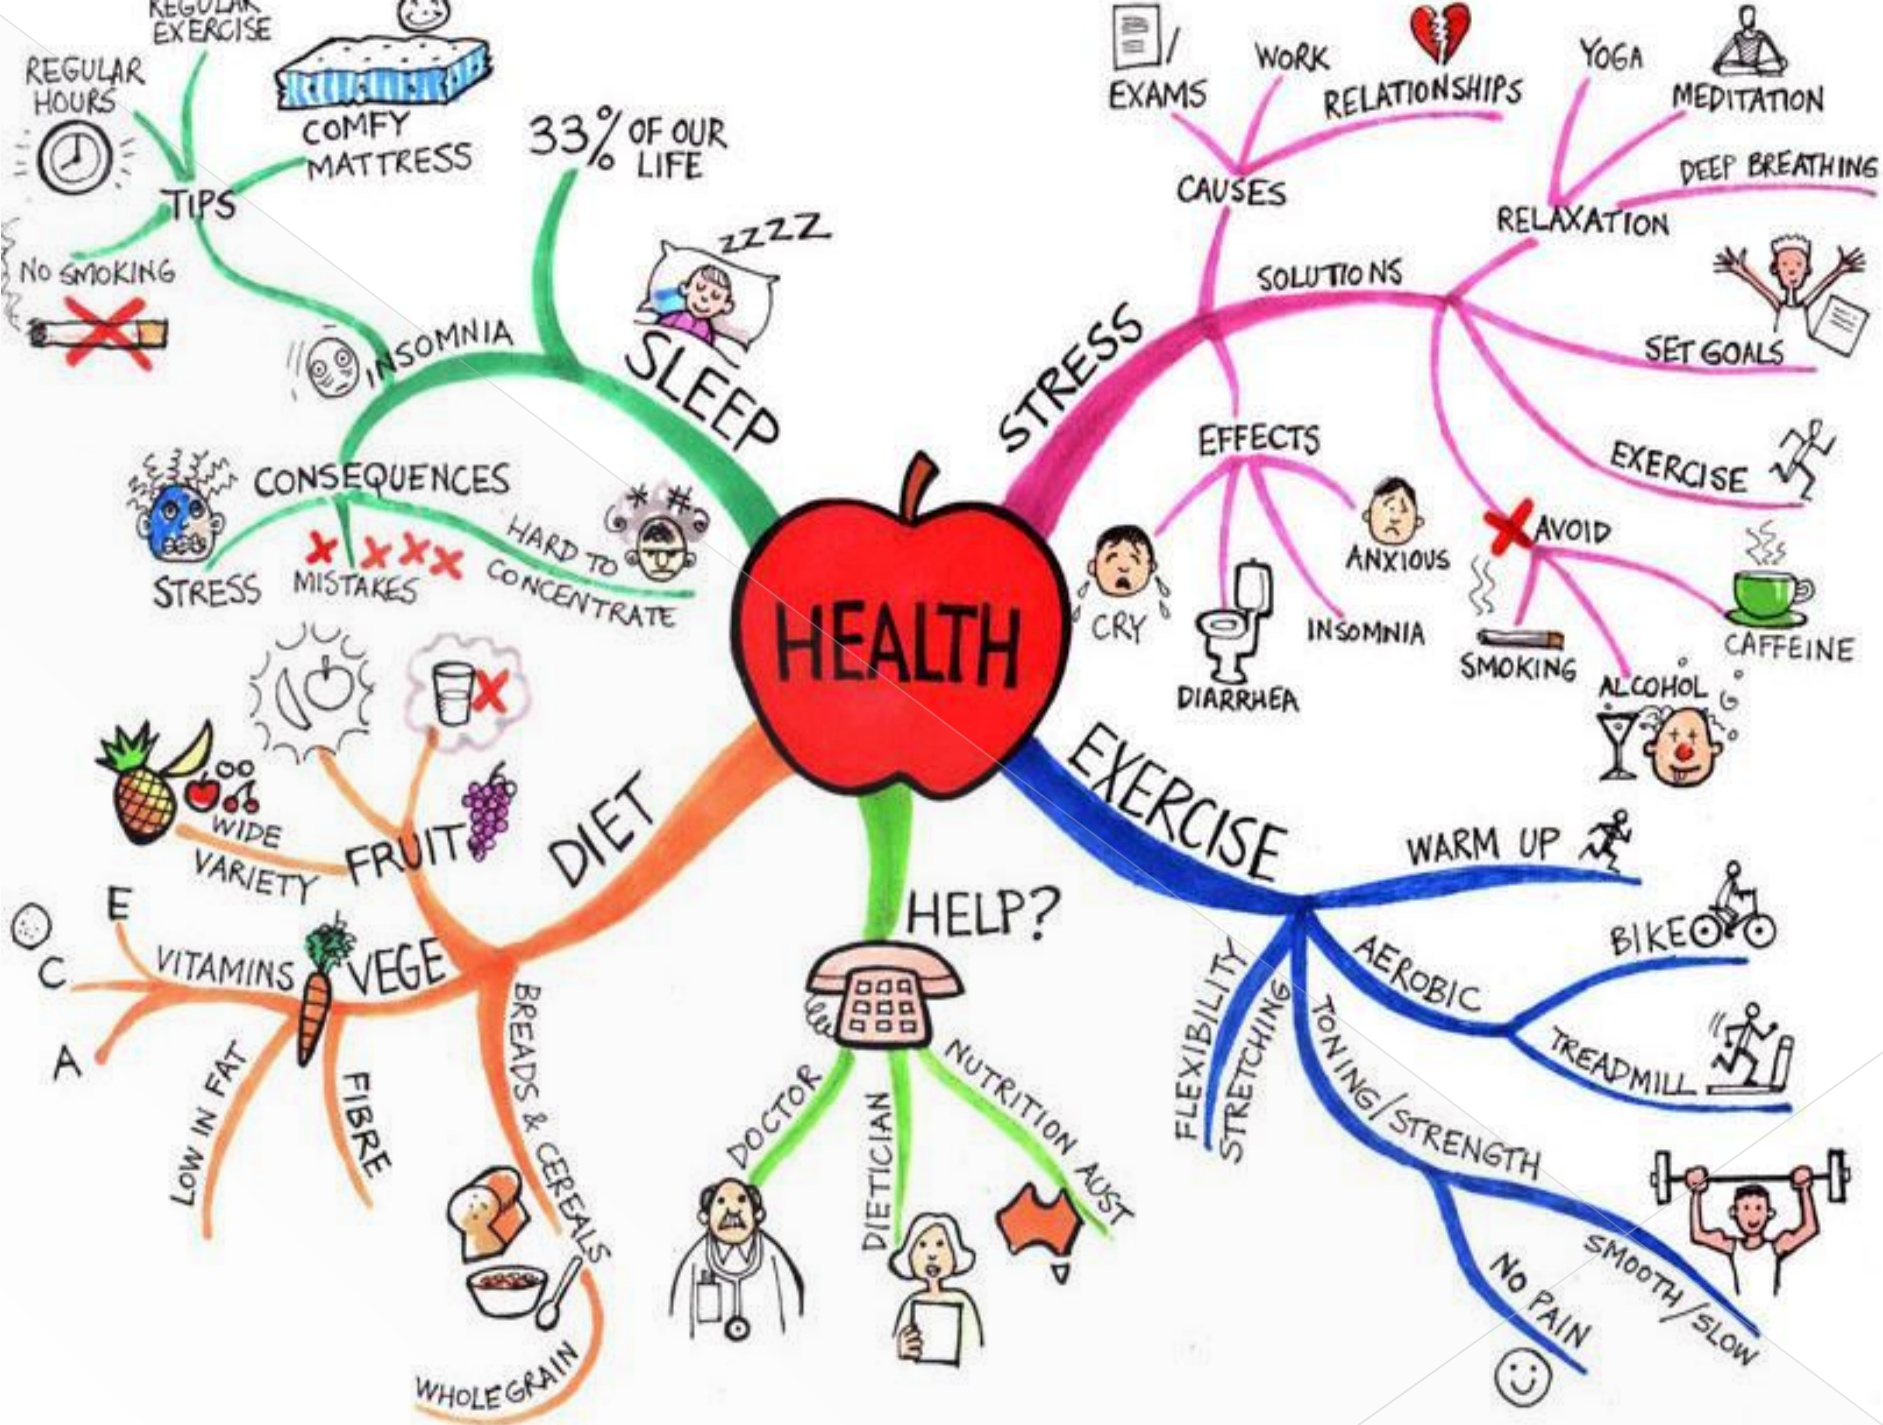 REGULAR
EXERCISE
REGULAR
HOURS
COMFY
MATTRESS
TIPS
NO SMOKING
33% OF OUR
LIFE
ZZZZ
INSOMNIA
SLEEP
CONSEQUENCES
STRESS
MISTAKES
HARD TO
CONCENTRATE
EXAMS
WORK
RELATIONSHIPS
CAUSES
YOGA
MEDITATION
DEEP BREATHING
RELAXATION
SOLUTIONS
STRESS
SET GOALS
EXERCISE
EFFECTS
CRY
DIARRHEA
INSOMNIA
ANXIOUS
AVOID
SMOKING
ALCOHOL
CAFFEINE
HEALTH
DIET
FRUIT
WIDE
VARIETY
VEGE
VITAMINS
E
C
A
LOW IN FAT
FIBRE
BREADS & CEREALS
WHOLEGRAIN
HELP?
DOCTOR
DIETICIAN
NUTRITION AUST
EXERCISE
WARM UP
AEROBIC
BIKE
TREADMILL
FLEXIBILITY
STRETCHING
TONING/STRENGTH
SMOOTH/SLOW
NO PAIN